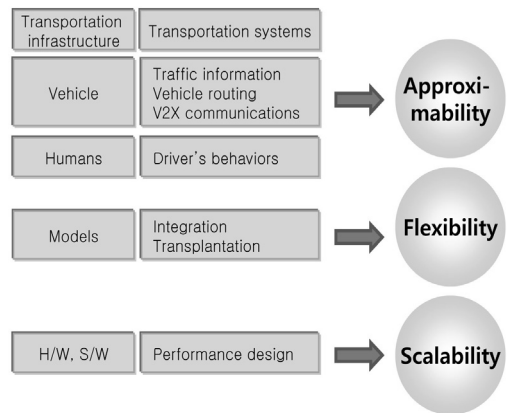 Transportation
infrastructure
Transportation systems
Vehicle
Traffic information
Vehicle routing
V2X communications
Approxi-
mability
Humans
Driver's behaviors
Models
Integration
Transplantation
Flexibility
H/W, S/W
Performance design
Scalability